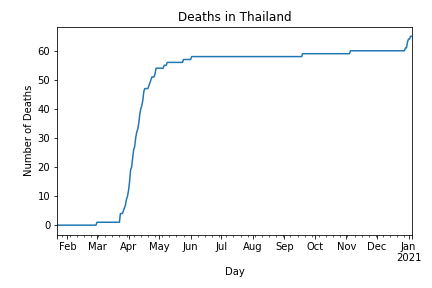 Deaths in Thailand
Number of Deaths
60
50
40
30
20
10
0
Feb Mar Apr May Jun Jul Aug Sep Oct Nov Dec Jan
2021
Day